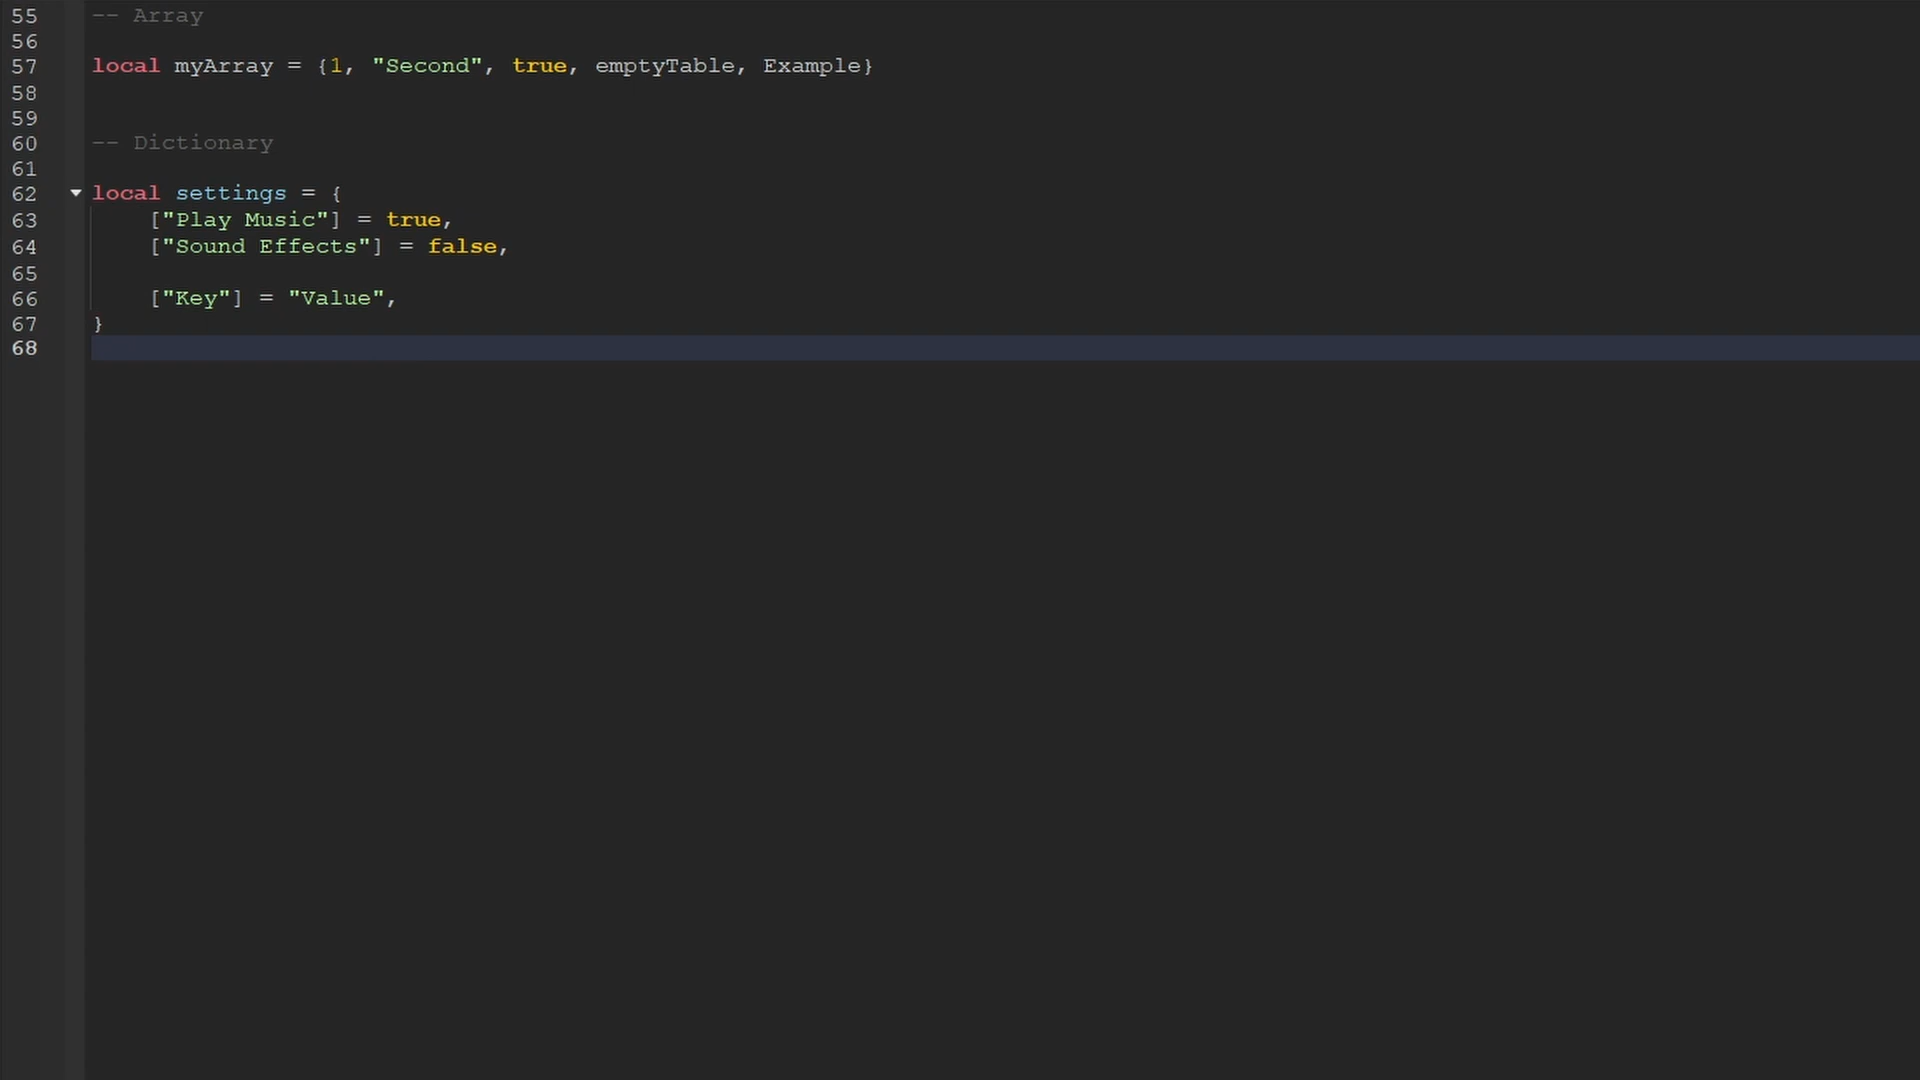 55 -- Array
56
57 local myArray = {1, "Second", true, emptyTable, Example}
58
59
60 -- Dictionary
61
62 local settings = {
63 ["Play Music"] = true,
64 ["Sound Effects"] = false,
65
66 ["Key"] = "Value",
67 }
68